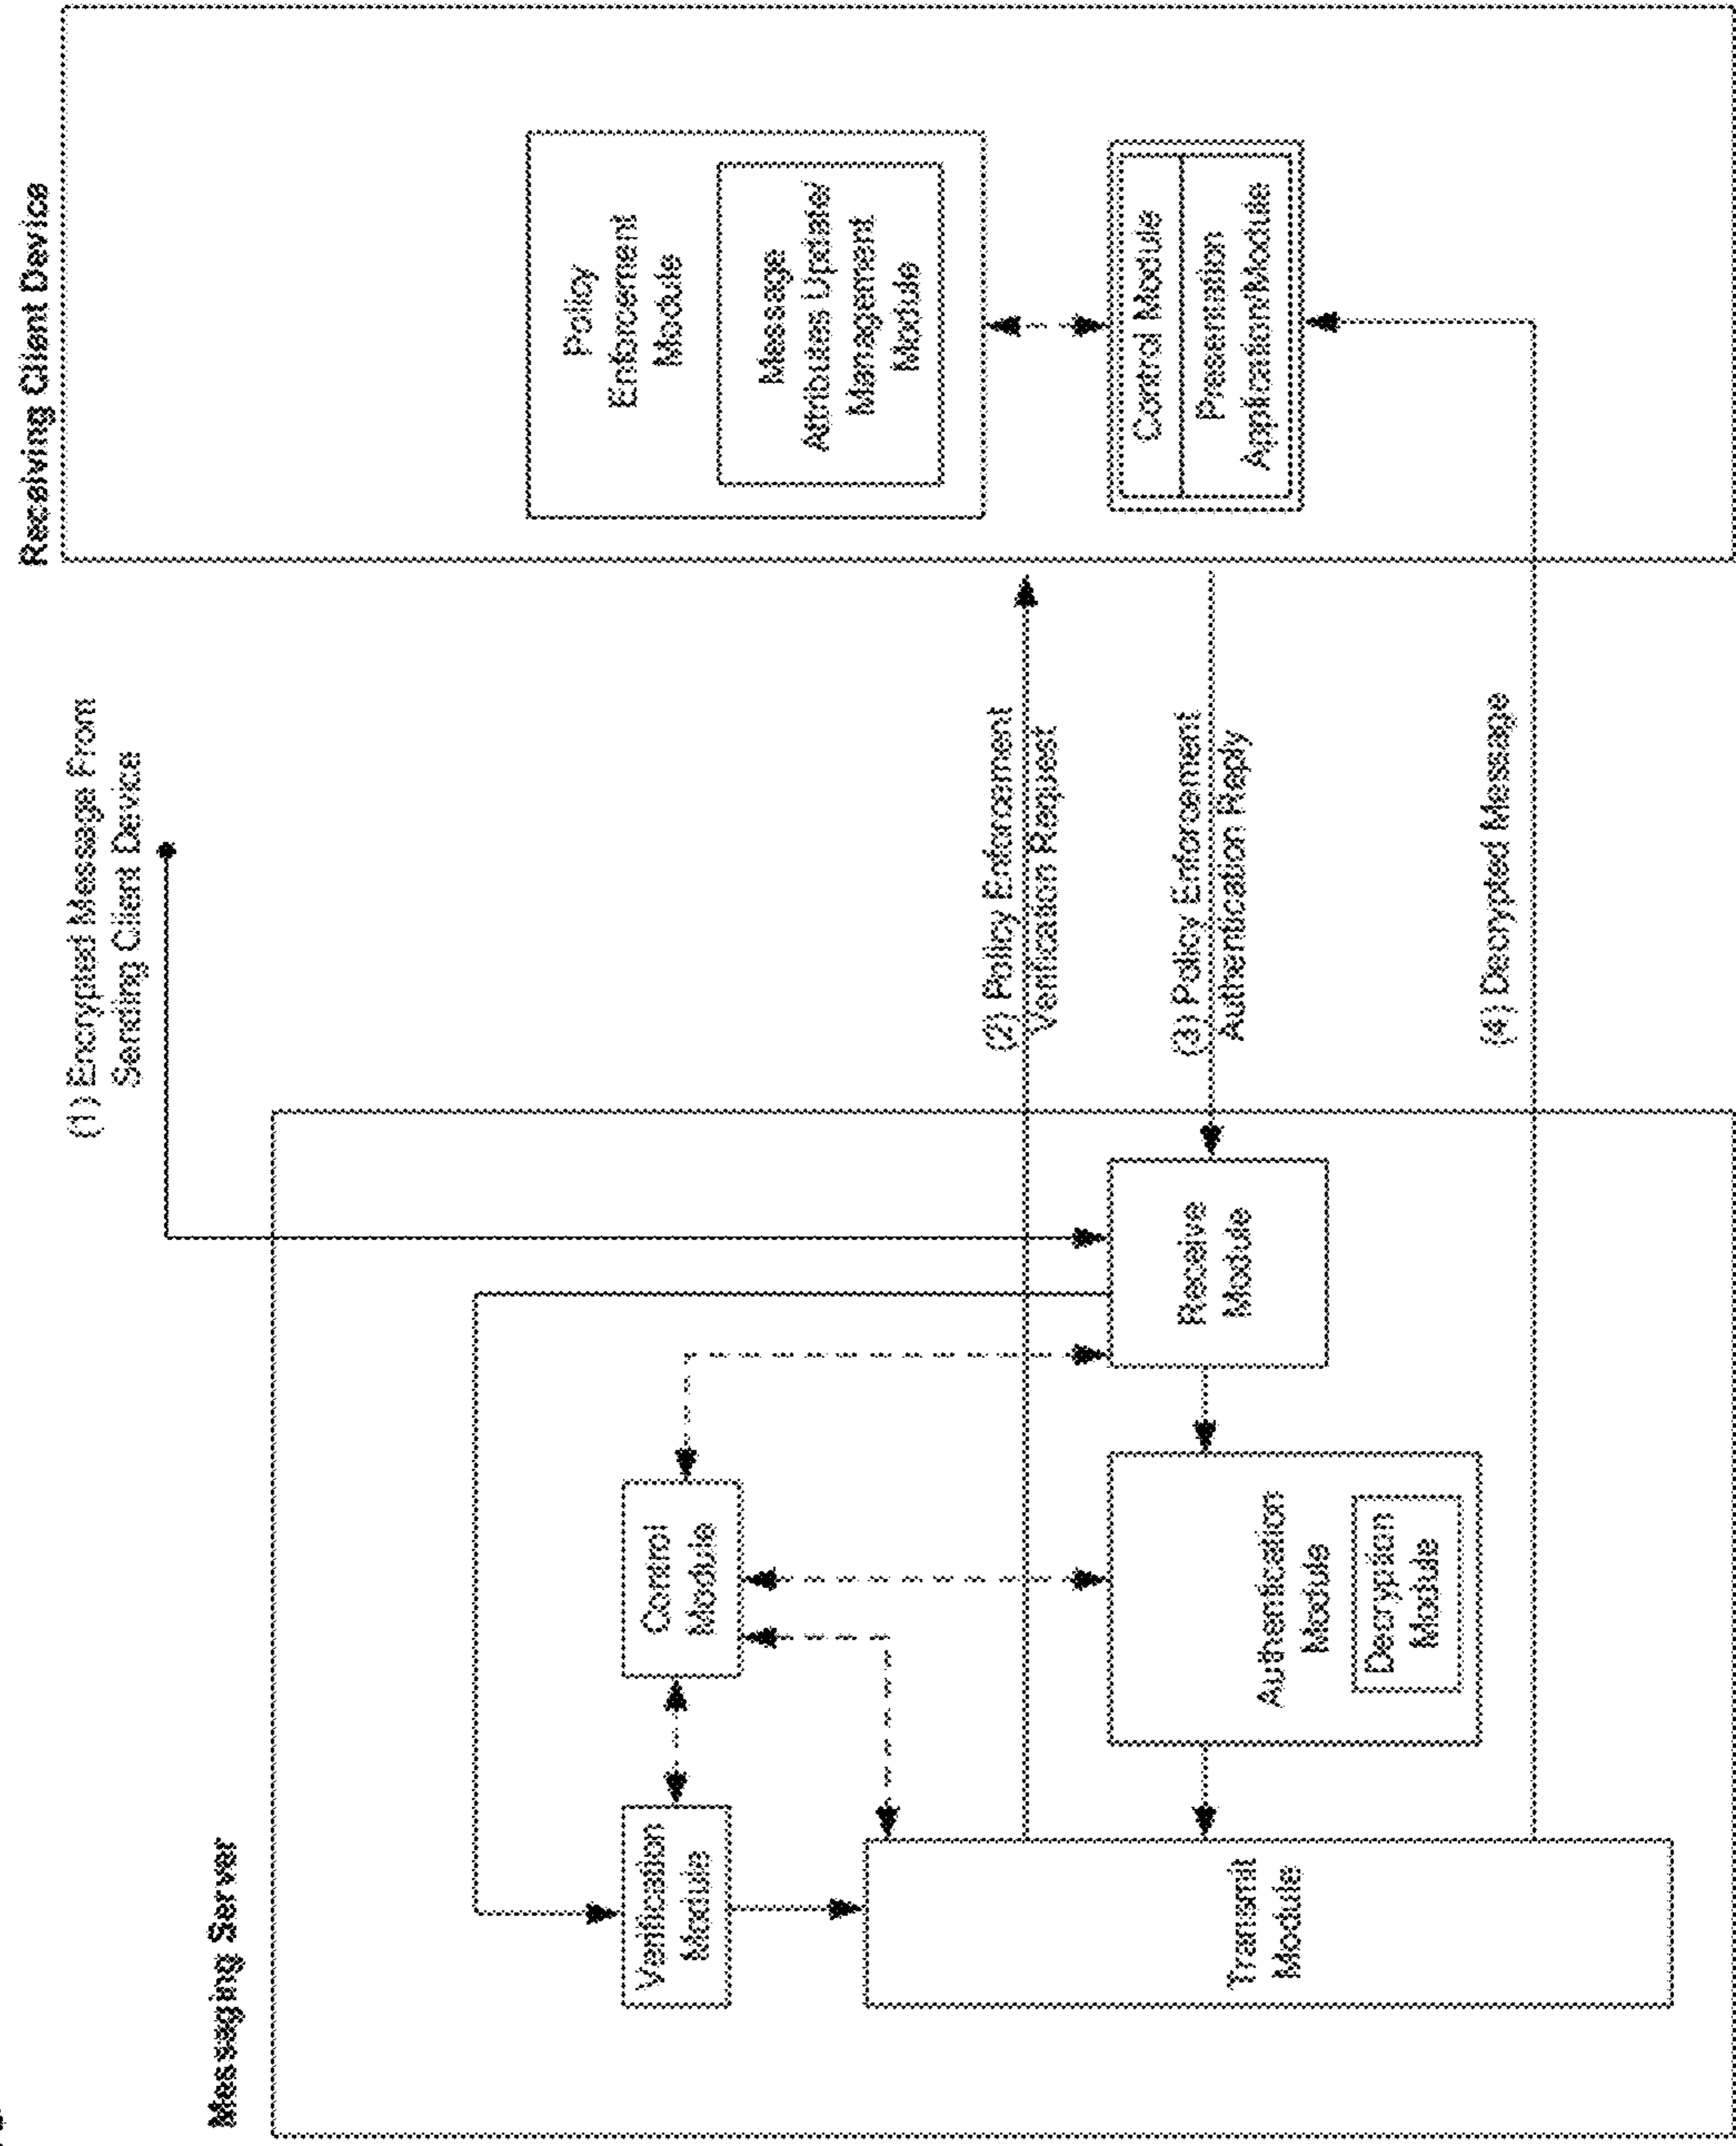 Receiving Client Device
(1) Encrypted Message From
Sending Client Device
Messaging Server
Policy
Enforcement
Module
Message
Attributes Update/
Management
Module
Control Module
Presentation
Application/Module
(2) Policy Enforcement
Verification Request
(3) Policy Enforcement
Authentication Reply
(4) Decrypted Message
Receive
Module
Control
Module
Verification
Module
Authentication
Module
Decryption
Module
Transmit
Module